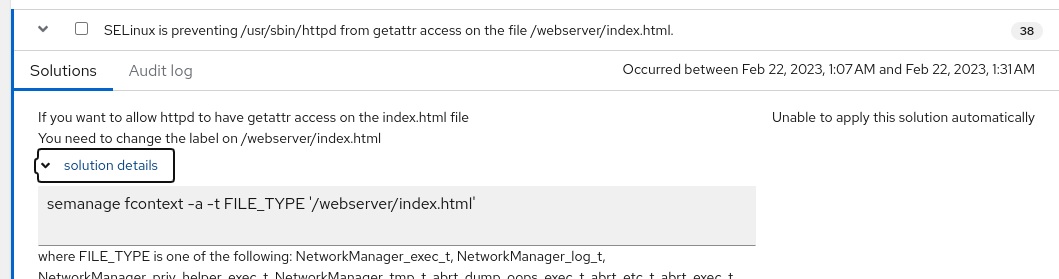 SELinux is preventing /usr/sbin/httpd from getattr access on the file /webserver/index.html.
38
Solutions
Audit log
Occurred between Feb 22, 2023, 1:07 AM and Feb 22, 2023, 1:31 AM
If you want to allow httpd to have getattr access on the index.html file
Unable to apply this solution automatically
You need to change the label on /webserver/index.html
solution details
semanage fcontext -a -t FILE_TYPE '/webserver/index.html'
where FILE_TYPE is one of the following: NetworkManager_exec_t, NetworkManager_log_t,
NetworkManager_priv_helper_exec_t, NetworkManager_tmp_t, abrt_dump_oops_exec_t, abrt_etc_t, abrt_exec_t,